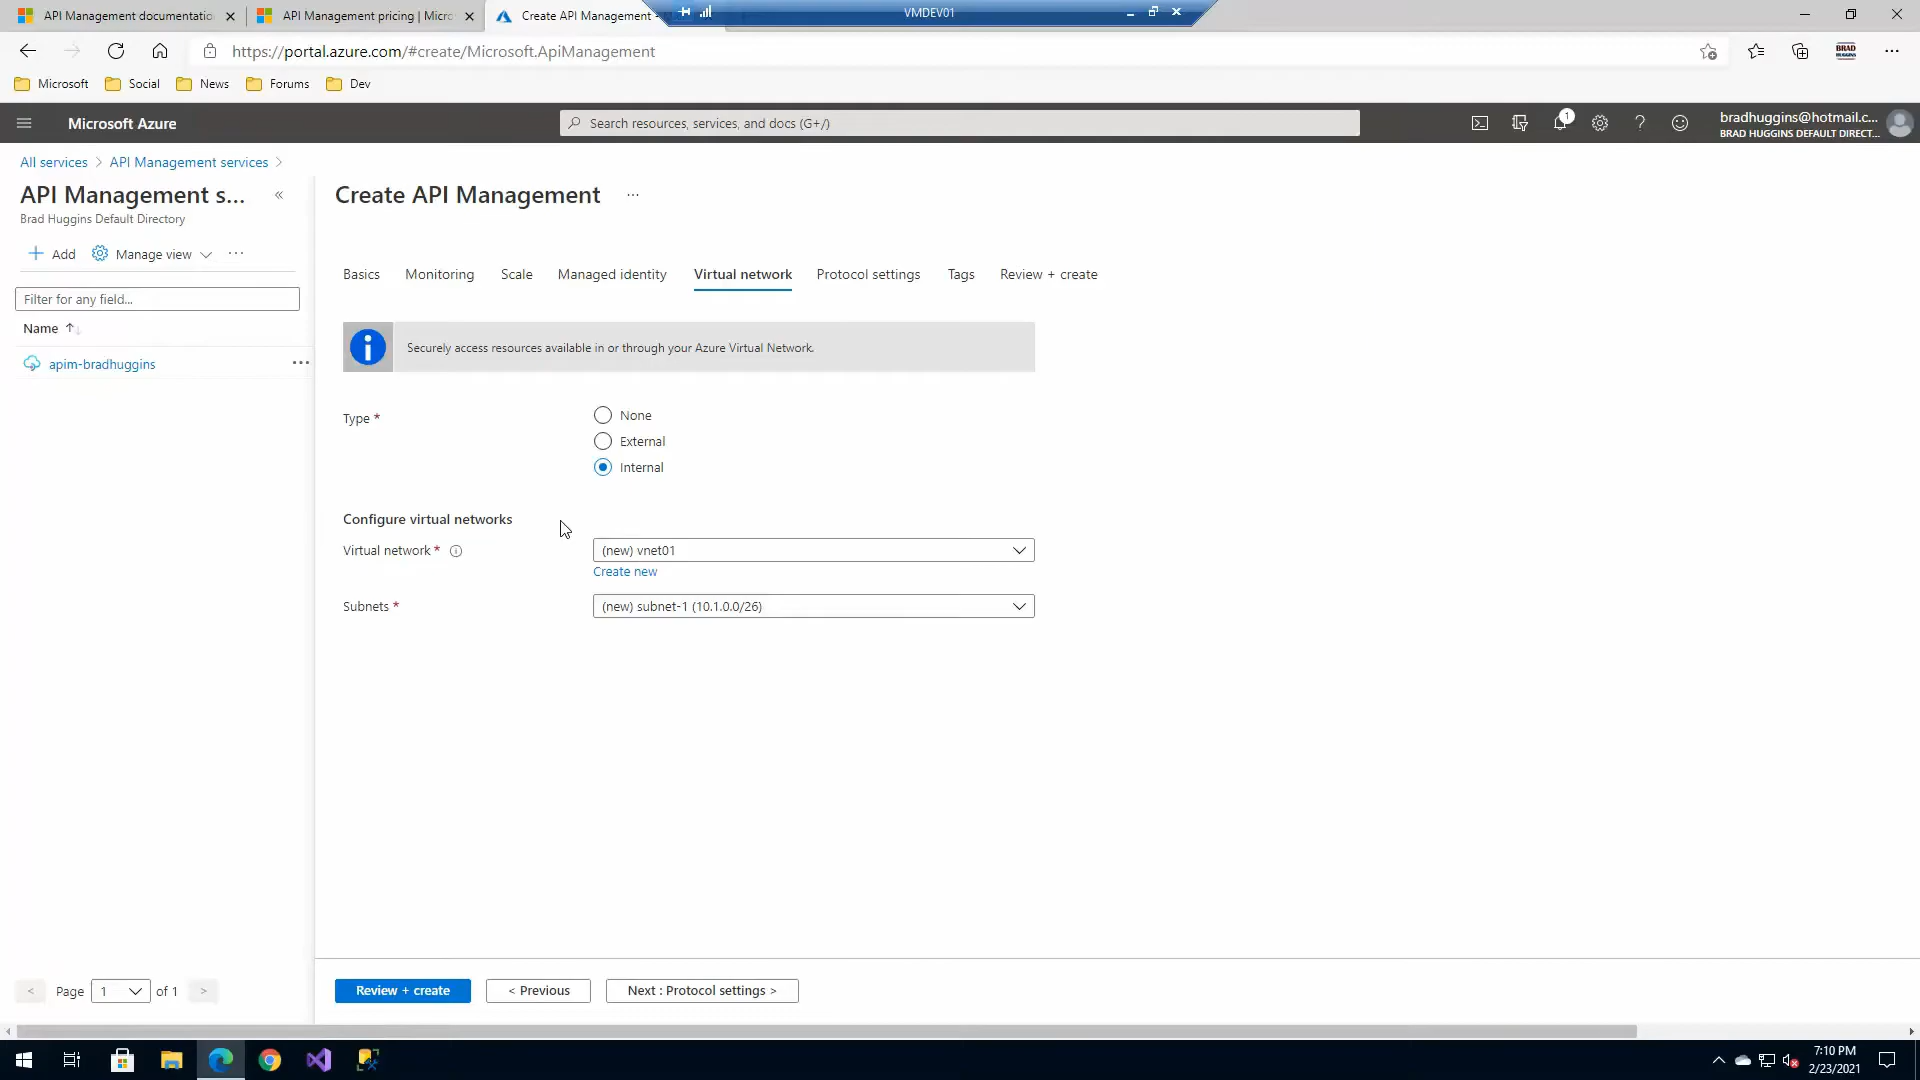 API Management documentatio
API Management pricing | Micro
Create API Management -
VMDEV01
https://portal.azure.com/#create/Microsoft.ApiManagement
BRAD
HUGGINS
Microsoft
Social
News
Forums
Dev
Microsoft Azure
Search resources, services, and docs (G+/)
1
bradhuggins@hotmail.c...
BRAD HUGGINS DEFAULT DIRECT...
All services > API Management services >
API Management s...
Brad Huggins Default Directory
Create API Management ...
+ Add
Manage view
Filter for any field...
Name
apim-bradhuggins
Basics
Monitoring
Scale
Managed identity
Virtual network
Protocol settings
Tags
Review + create
Securely access resources available in or through your Azure Virtual Network.
Type *
None
External
Internal
Configure virtual networks
Virtual network *
(new) vnet01
Create new
Subnets *
(new) subnet-1 (10.1.0.0/26)
< Page 1 of 1 >
Review + create
< Previous
Next : Protocol settings >
7:10 PM
2/23/2021